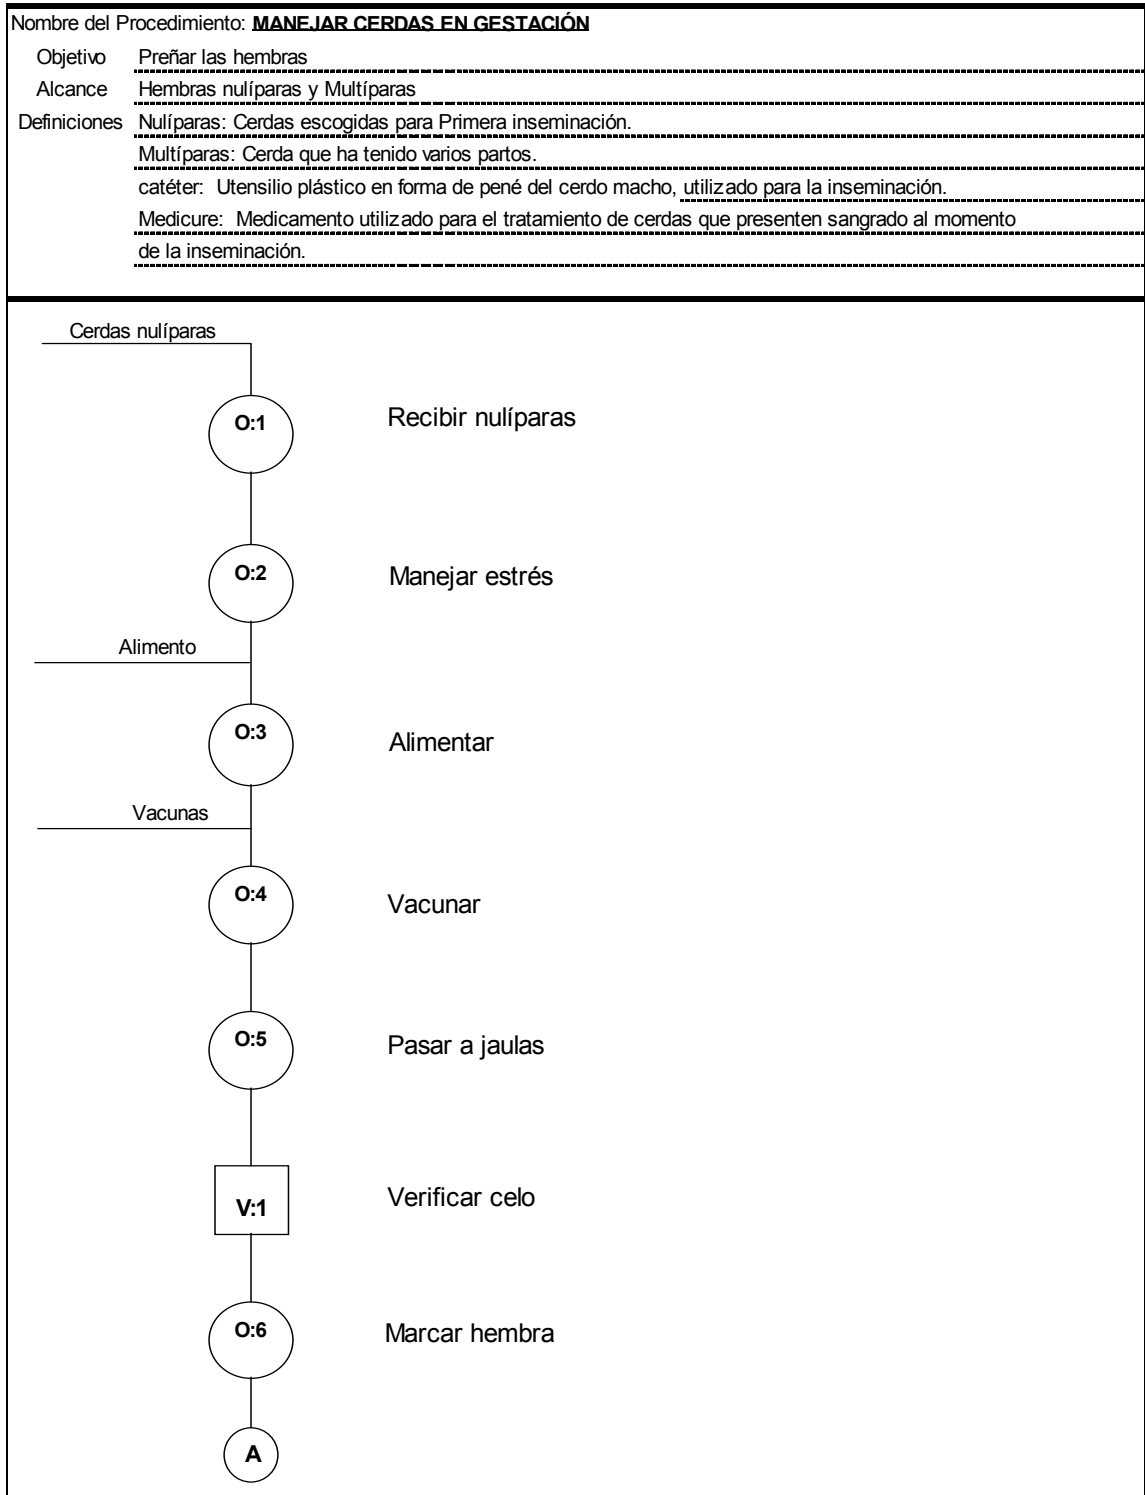 Nombre del Procedimiento: MANEJAR CERDAS EN GESTACIÓN
Objetivo Preñar las hembras
Alcance Hembras nulíparas y Multíparas
Definiciones Nulíparas: Cerdas escogidas para Primera inseminación.
Multíparas: Cerda que ha tenido varios partos.
catéter: Utensilio plástico en forma de pené del cerdo macho, utilizado para la inseminación.
Medicure: Medicamento utilizado para el tratamiento de cerdas que presenten sangrado al momento
de la inseminación.
Cerdas nulíparas
O:1 Recibir nulíparas
O:2 Manejar estrés
Alimento
O:3 Alimentar
Vacunas
O:4 Vacunar
O:5 Pasar a jaulas
V:1 Verificar celo
O:6 Marcar hembra
A